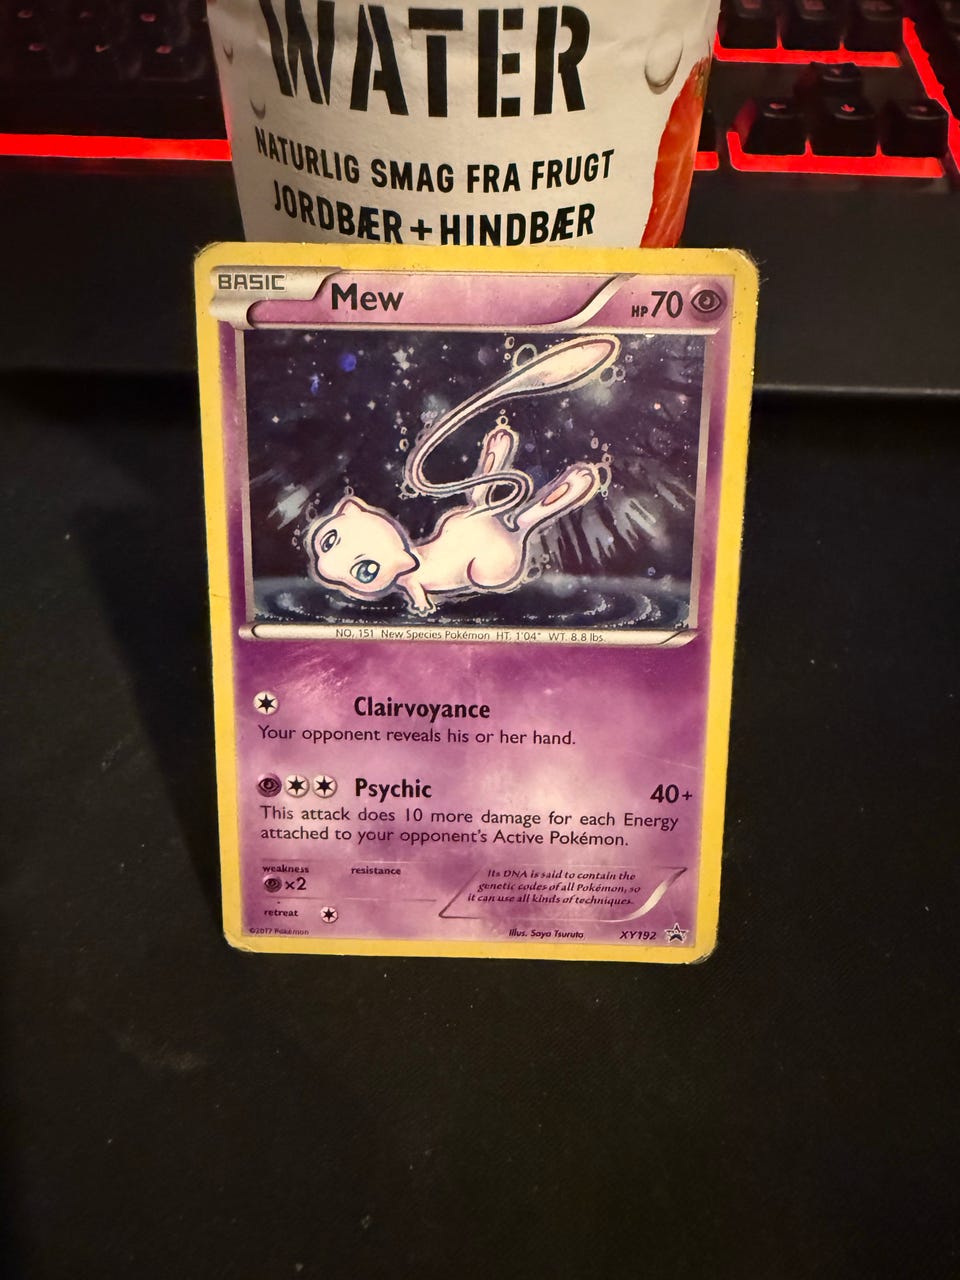 WATER
NATURLIG SMAG FRA FRUGT
JORDBÆR + HINDBÆR
BASIC
Mew
HP 70
NO. 151 New Species Pokémon HT. 1'04" WT. 8.8 lbs.
Clairvoyance
Your opponent reveals his or her hand.
Psychic 40+
This attack does 10 more damage for each Energy
attached to your opponent's Active Pokémon.
weakness resistance
×2
Its DNA is said to contain the
genetic codes of all Pokémon, so
it can use all kinds of techniques.
retreat
©2017 Pokémon Illus. Saya Tsuruta XY192